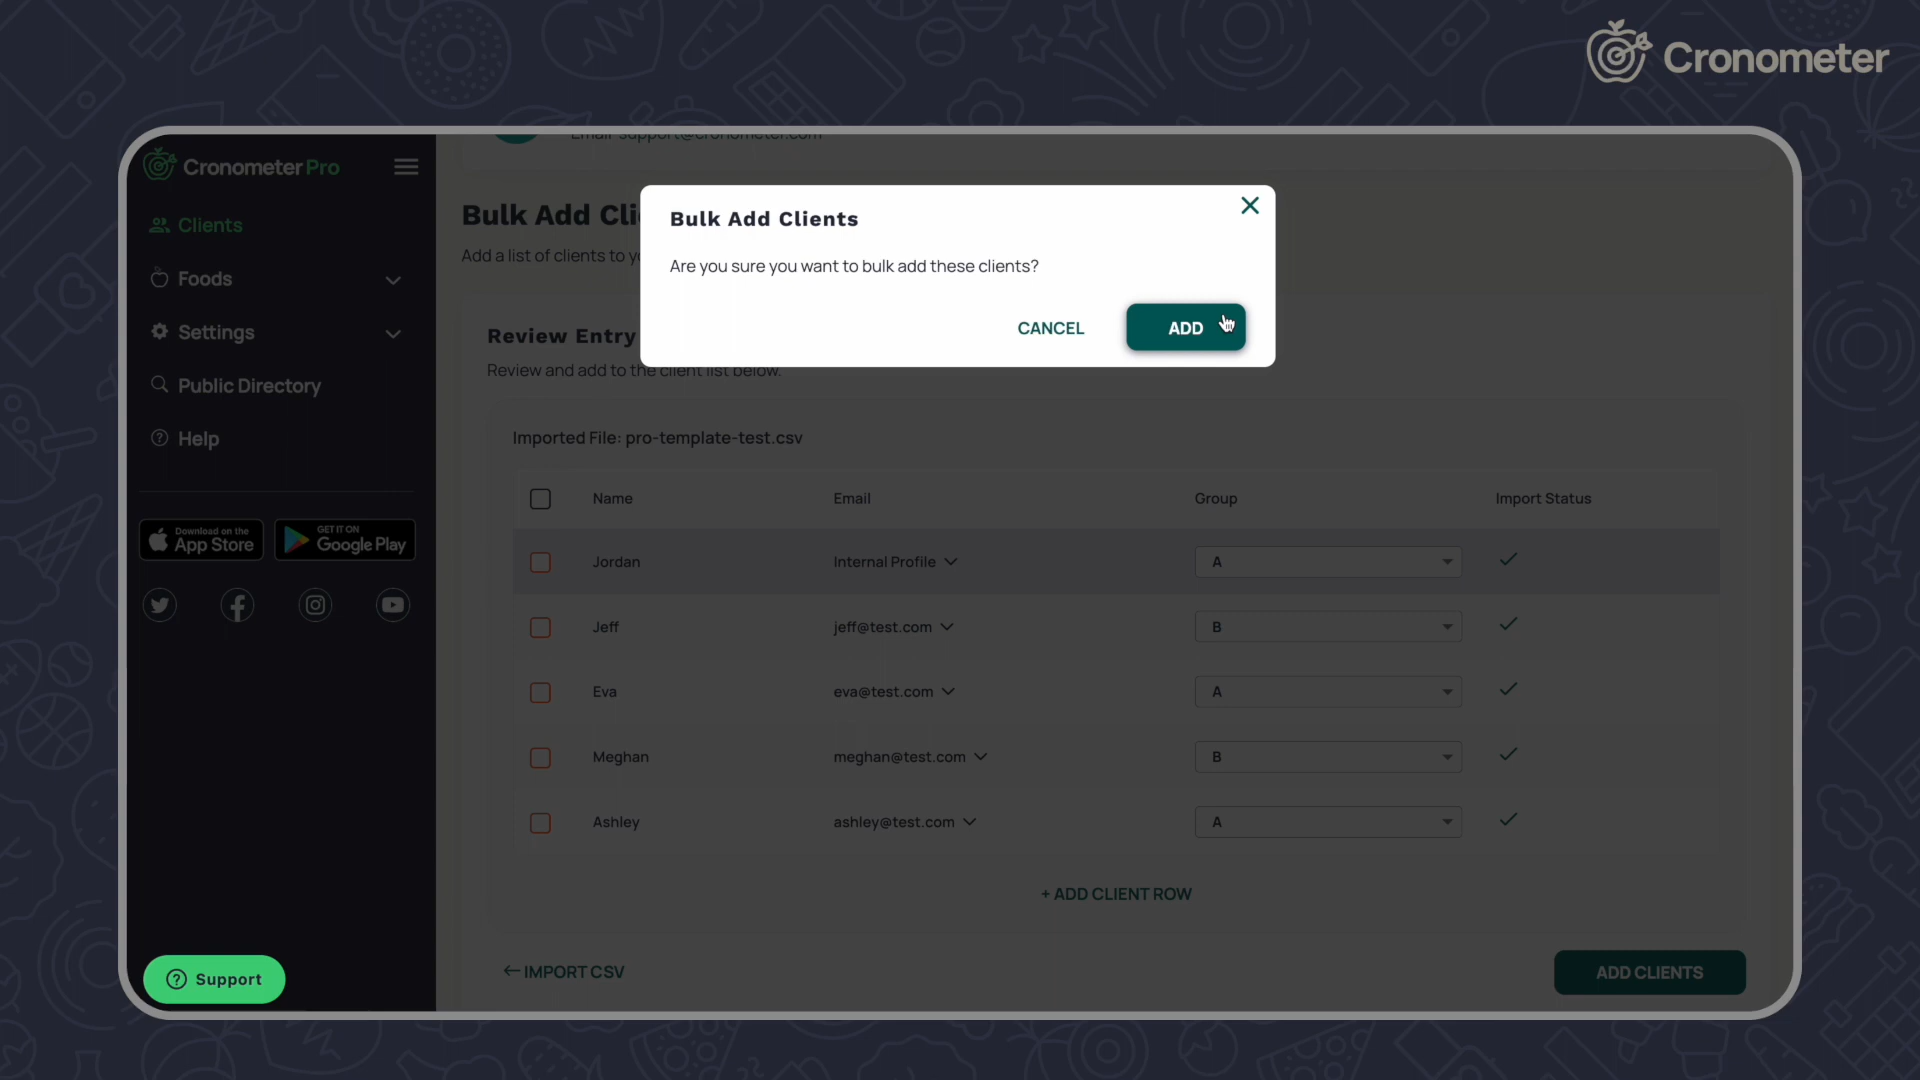 Cronometer
Email support@cronometer.com
Cronometer Pro
Clients
Foods
Settings
Public Directory
Help
Download on the
App Store
GET IT ON
Google Play
Support
Bulk Add Cli
Add a list of clients to y
Bulk Add Clients
Are you sure you want to bulk add these clients?
CANCEL
ADD
Review Entry
Review and add to the client list below.
Imported File: pro-template-test.csv
Name Email Group Import Status
Jordan Internal Profile A
Jeff jeff@test.com B
Eva eva@test.com A
Meghan meghan@test.com B
Ashley ashley@test.com A
+ ADD CLIENT ROW
← IMPORT CSV
ADD CLIENTS